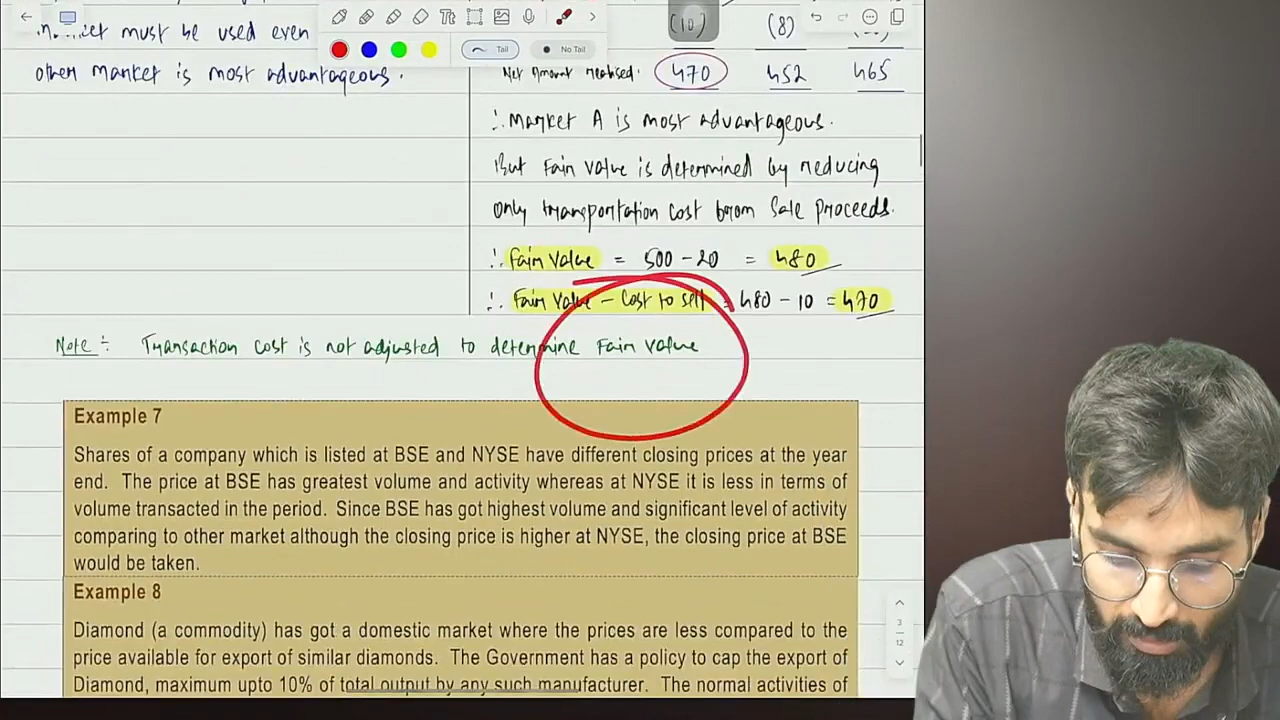 must be used even
other market is most advantageous.
Tail
No Tail
(10) (8)
Net Amount realised: 470 452 465
∴ Market A is most advantageous.
But Fair Value is determined by reducing
only transportation cost from Sale Proceeds.
∴ Fair Value = 500 - 20 = 480
∴ Fair Value - Cost to sell = 480 - 10 = 470
Note:- Transaction cost is not adjusted to determine Fair Value
Example 7
Shares of a company which is listed at BSE and NYSE have different closing prices at the year
end. The price at BSE has greatest volume and activity whereas at NYSE it is less in terms of
volume transacted in the period. Since BSE has got highest volume and significant level of activity
comparing to other market although the closing price is higher at NYSE, the closing price at BSE
would be taken.
Example 8
Diamond (a commodity) has got a domestic market where the prices are less compared to the
price available for export of similar diamonds. The Government has a policy to cap the export of
Diamond, maximum upto 10% of total output by any such manufacturer. The normal activities of
3
12